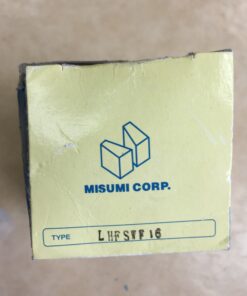 MISUMI CORP.
TYPE LHFSWF16